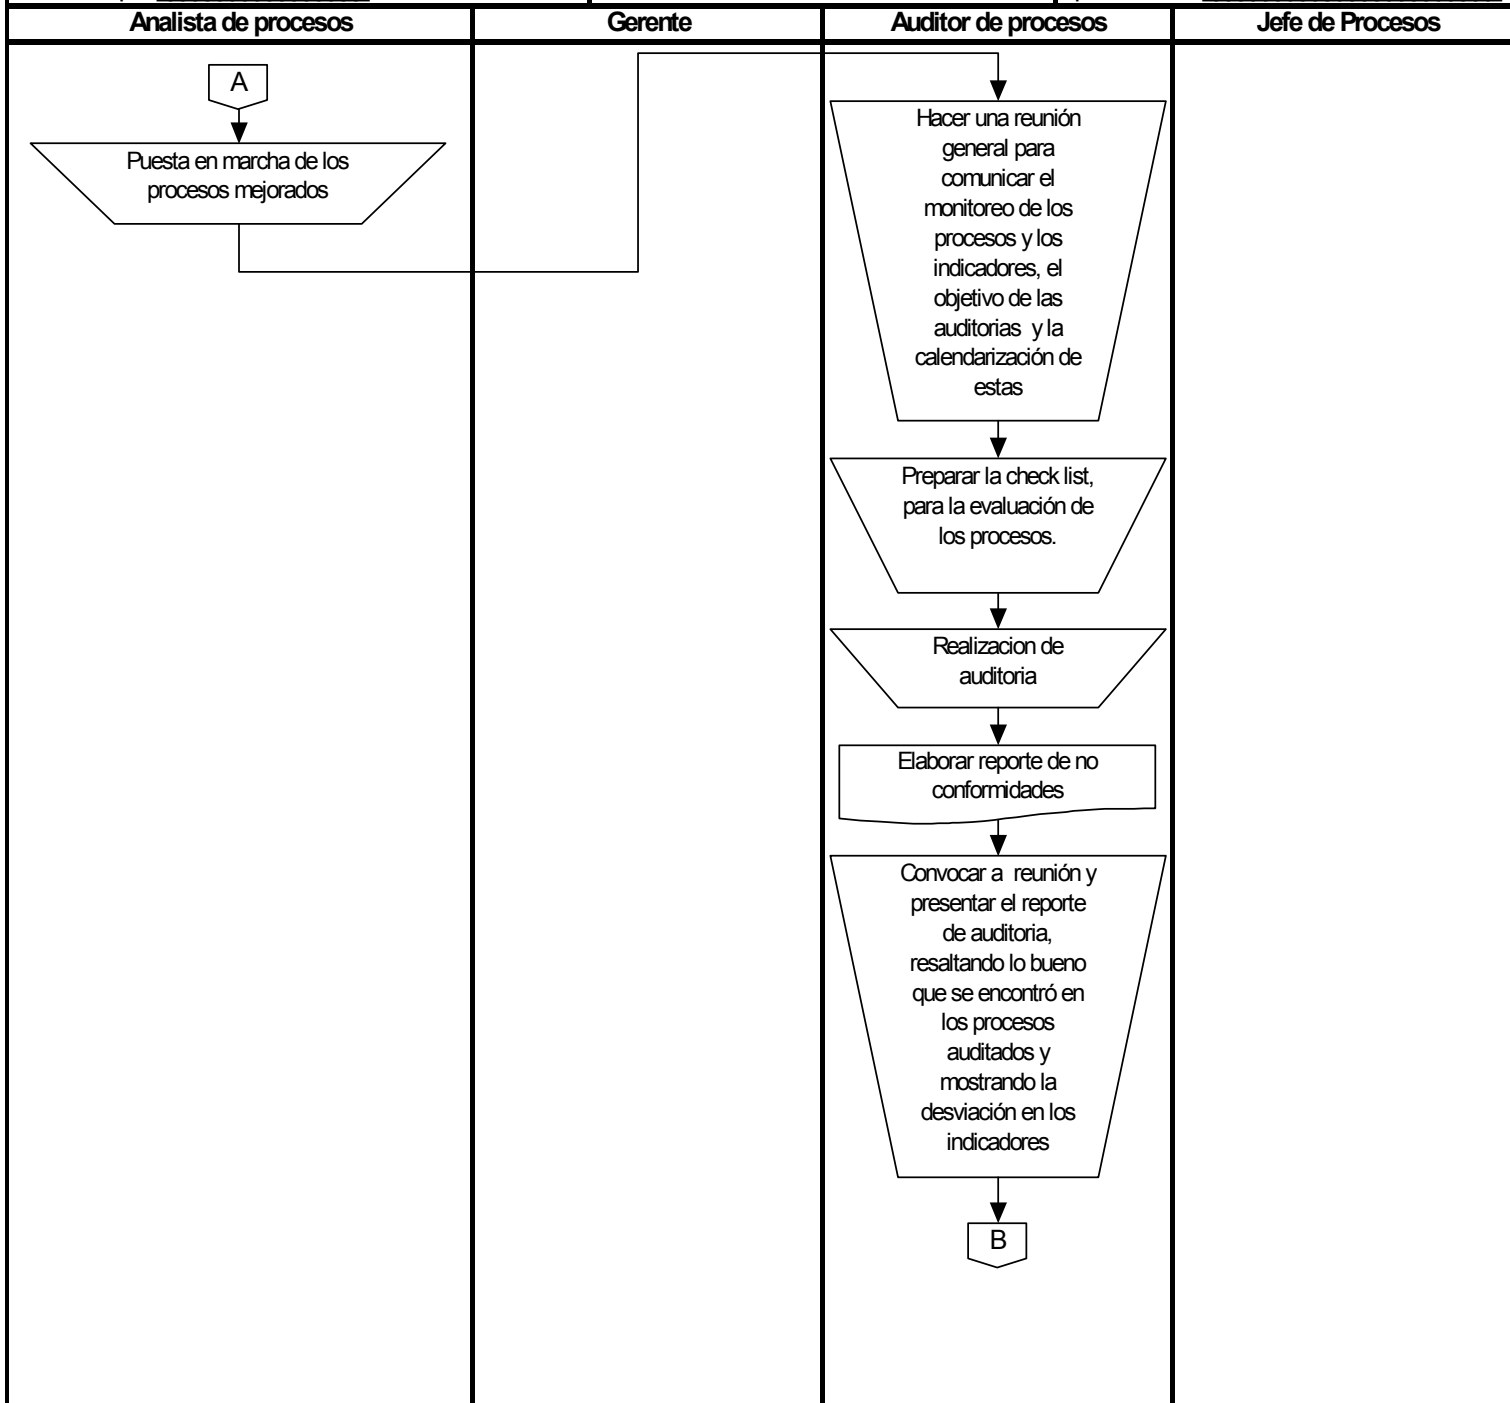 Analista de procesos
Gerente
Auditor de procesos
Jefe de Procesos
A
Puesta en marcha de los
procesos mejorados
Hacer una reunión
general para
comunicar el
monitoreo de los
procesos y los
indicadores, el
objetivo de las
auditorias y la
calendarización de
estas
Preparar la check list,
para la evaluación de
los procesos.
Realizacion de
auditoria
Elaborar reporte de no
conformidades
Convocar a reunión y
presentar el reporte
de auditoria,
resaltando lo bueno
que se encontró en
los procesos
auditados y
mostrando la
desviación en los
indicadores
B